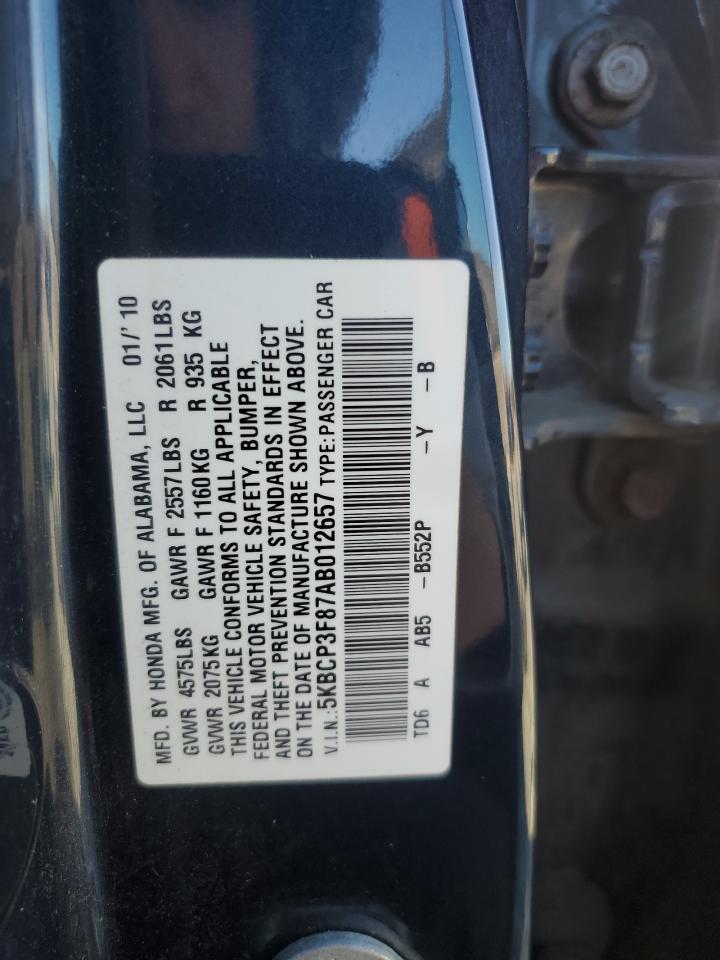 MFD. BY HONDA MFG. OF ALABAMA, LLC 01/'10
GVWR 4575LBS GAWR F 2557LBS R 2061LBS
GVWR 2075KG GAWR F 1160KG R 935 KG
THIS VEHICLE CONFORMS TO ALL APPLICABLE
FEDERAL MOTOR VEHICLE SAFETY, BUMPER,
AND THEFT PREVENTION STANDARDS IN EFFECT
ON THE DATE OF MANUFACTURE SHOWN ABOVE.
V.I.N.:5KBCP3F87AB012657 TYPE:PASSENGER CAR
TD6 A AB5 -B552P -Y -B